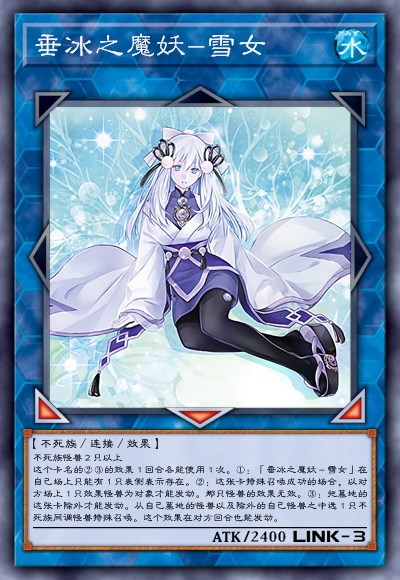 垂冰之魔妖-雪女
水
【不死族/连接/效果】
不死族怪兽2只以上
这个卡名的②③的效果1回合各能使用1次。①:「垂冰之魔妖-雪女」在
自己场上只能有1只表侧表示存在。②:这张卡特殊召唤成功的场合,以对
方场上1只效果怪兽为对象才能发动。那只怪兽的效果无效。③:把墓地的
这张卡除外才能发动。从自己墓地的怪兽以及除外的自己怪兽之中选1只不
死族同调怪兽特殊召唤。这个效果在对方回合也能发动。
ATK/2400 LINK-3